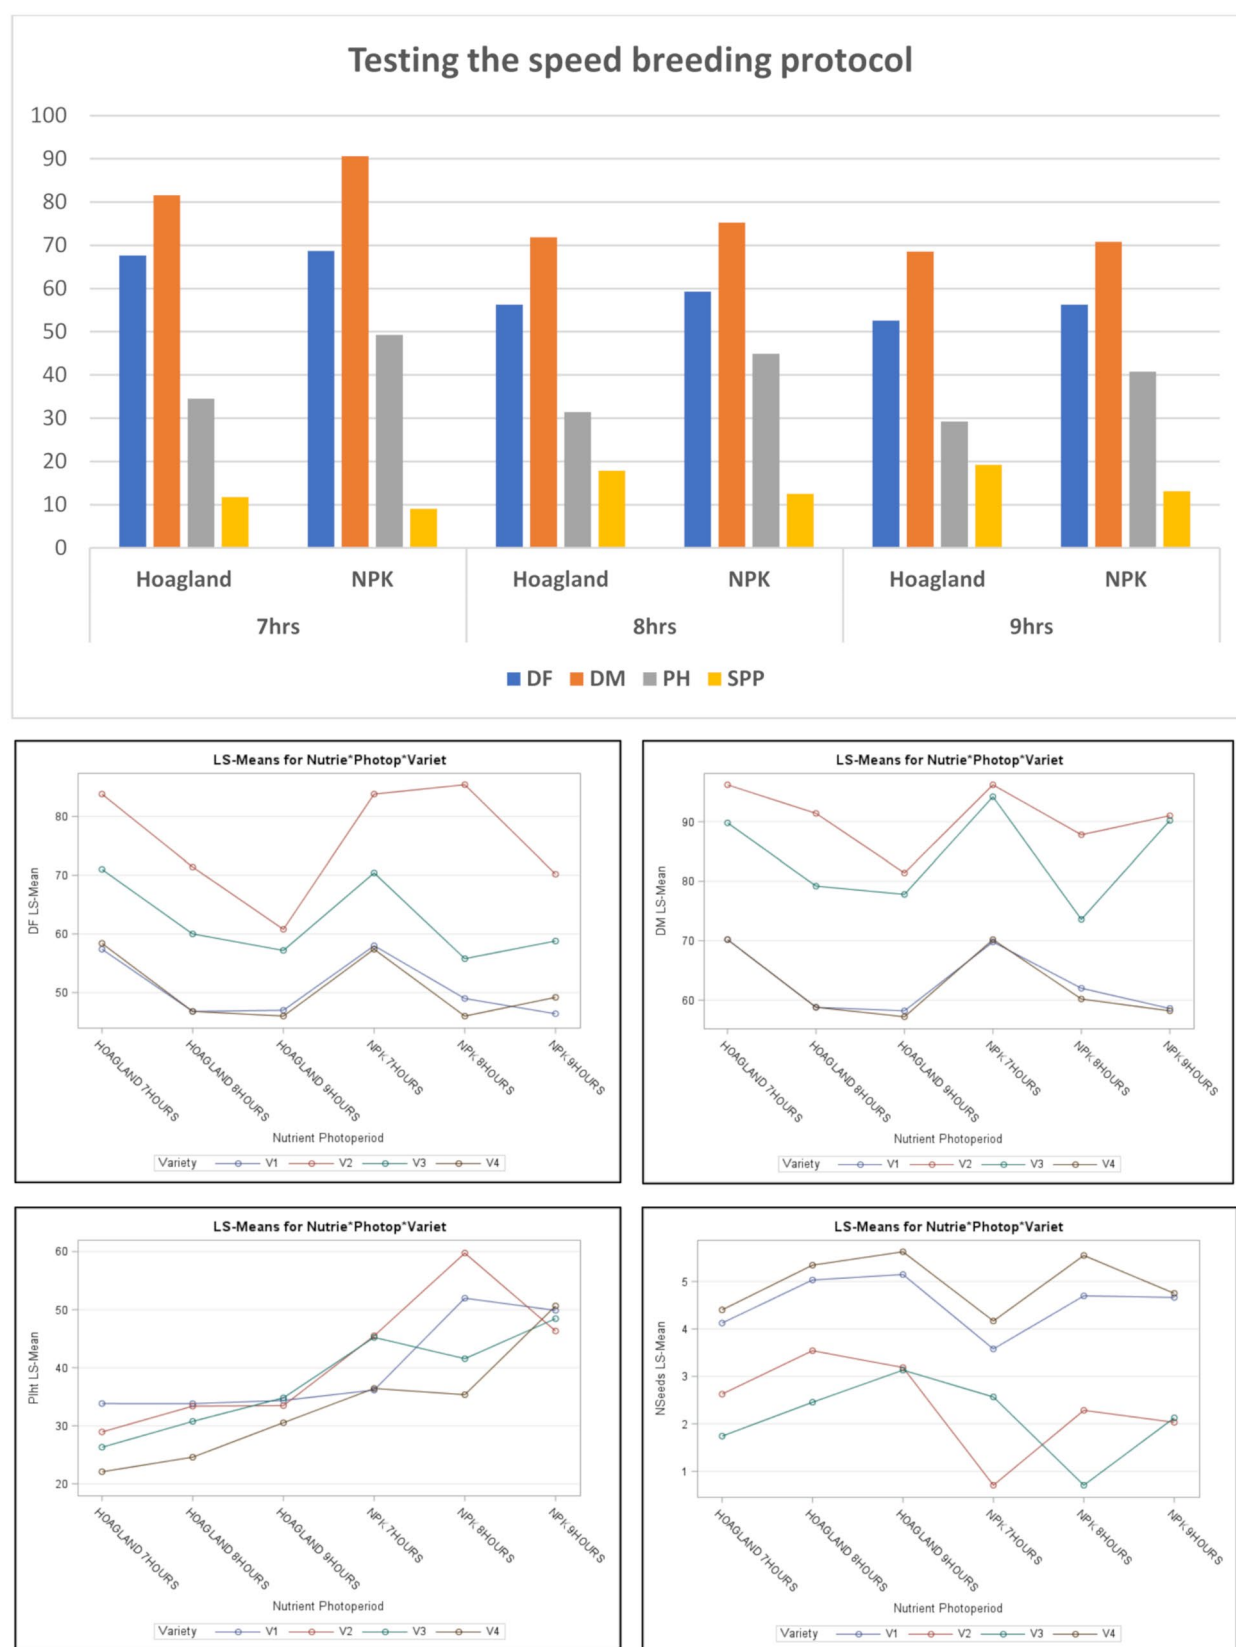 Testing the speed breeding protocol
100
90
80
70
60
50
40
30
20
10
0
Hoagland NPK Hoagland NPK Hoagland NPK
7hrs 8hrs 9hrs
DF DM PH SPP
LS-Means for Nutrie*Photop*Variet
DF LS-Mean
80
70
60
50
HOAGLAND 7HOURS
HOAGLAND 8HOURS
HOAGLAND 9HOURS
NPK 7HOURS
NPK 8HOURS
NPK 9HOURS
Nutrient Photoperiod
Variety V1 V2 V3 V4
LS-Means for Nutrie*Photop*Variet
DM LS-Mean
90
80
70
60
HOAGLAND 7HOURS
HOAGLAND 8HOURS
HOAGLAND 9HOURS
NPK 7HOURS
NPK 8HOURS
NPK 9HOURS
Nutrient Photoperiod
Variety V1 V2 V3 V4
LS-Means for Nutrie*Photop*Variet
Plht LS-Mean
60
50
40
30
20
HOAGLAND 7HOURS
HOAGLAND 8HOURS
HOAGLAND 9HOURS
NPK 7HOURS
NPK 8HOURS
NPK 9HOURS
Nutrient Photoperiod
Variety V1 V2 V3 V4
LS-Means for Nutrie*Photop*Variet
NSeeds LS-Mean
5
4
3
2
1
HOAGLAND 7HOURS
HOAGLAND 8HOURS
HOAGLAND 9HOURS
NPK 7HOURS
NPK 8HOURS
NPK 9HOURS
Nutrient Photoperiod
Variety V1 V2 V3 V4